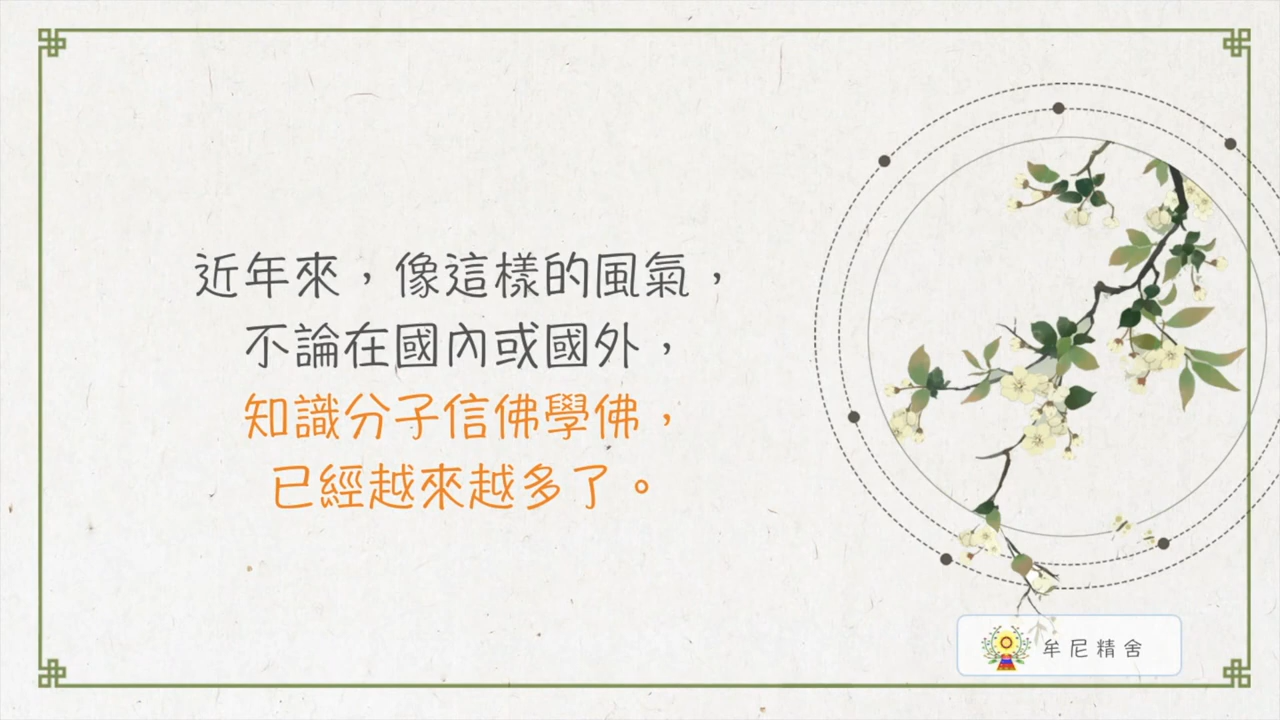 近年來，像這樣的風氣，
不論在國內或國外，
知識分子信佛學佛，
已經越來越多了。
牟尼精舍